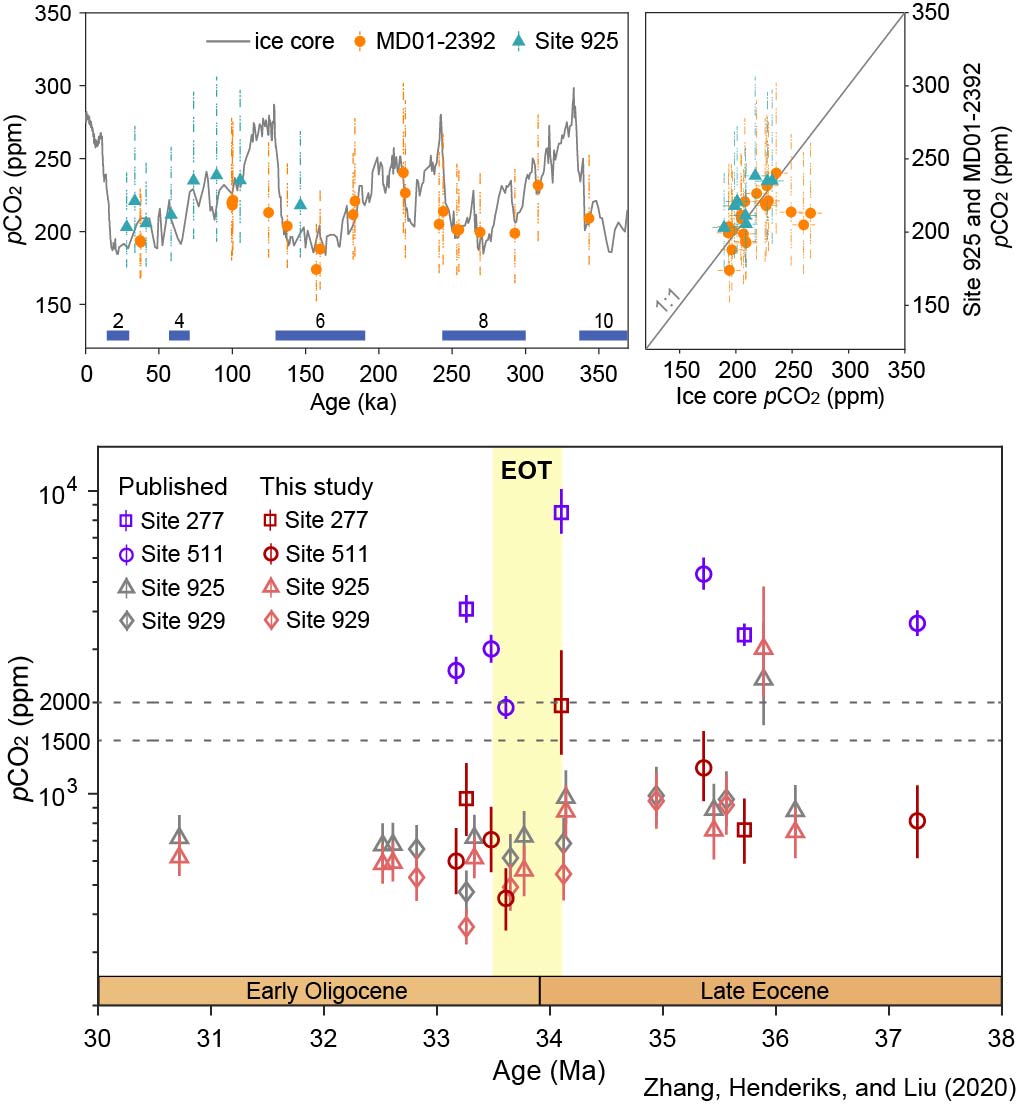 350
300
250
200
150
pCO2 (ppm)
ice core MD01-2392 Site 925
2 4 6 8 10
0 50 100 150 200 250 300 350
Age (ka)
1:1
350
300
250
200
150
Site 925 and MD01-2392
pCO2 (ppm)
150 200 250 300 350
Ice core pCO2 (ppm)
EOT
Published This study
Site 277 Site 277
Site 511 Site 511
Site 925 Site 925
Site 929 Site 929
10⁴
2000
1500
10³
pCO2 (ppm)
Early Oligocene Late Eocene
30 31 32 33 34 35 36 37 38
Age (Ma)
Zhang, Henderiks, and Liu (2020)